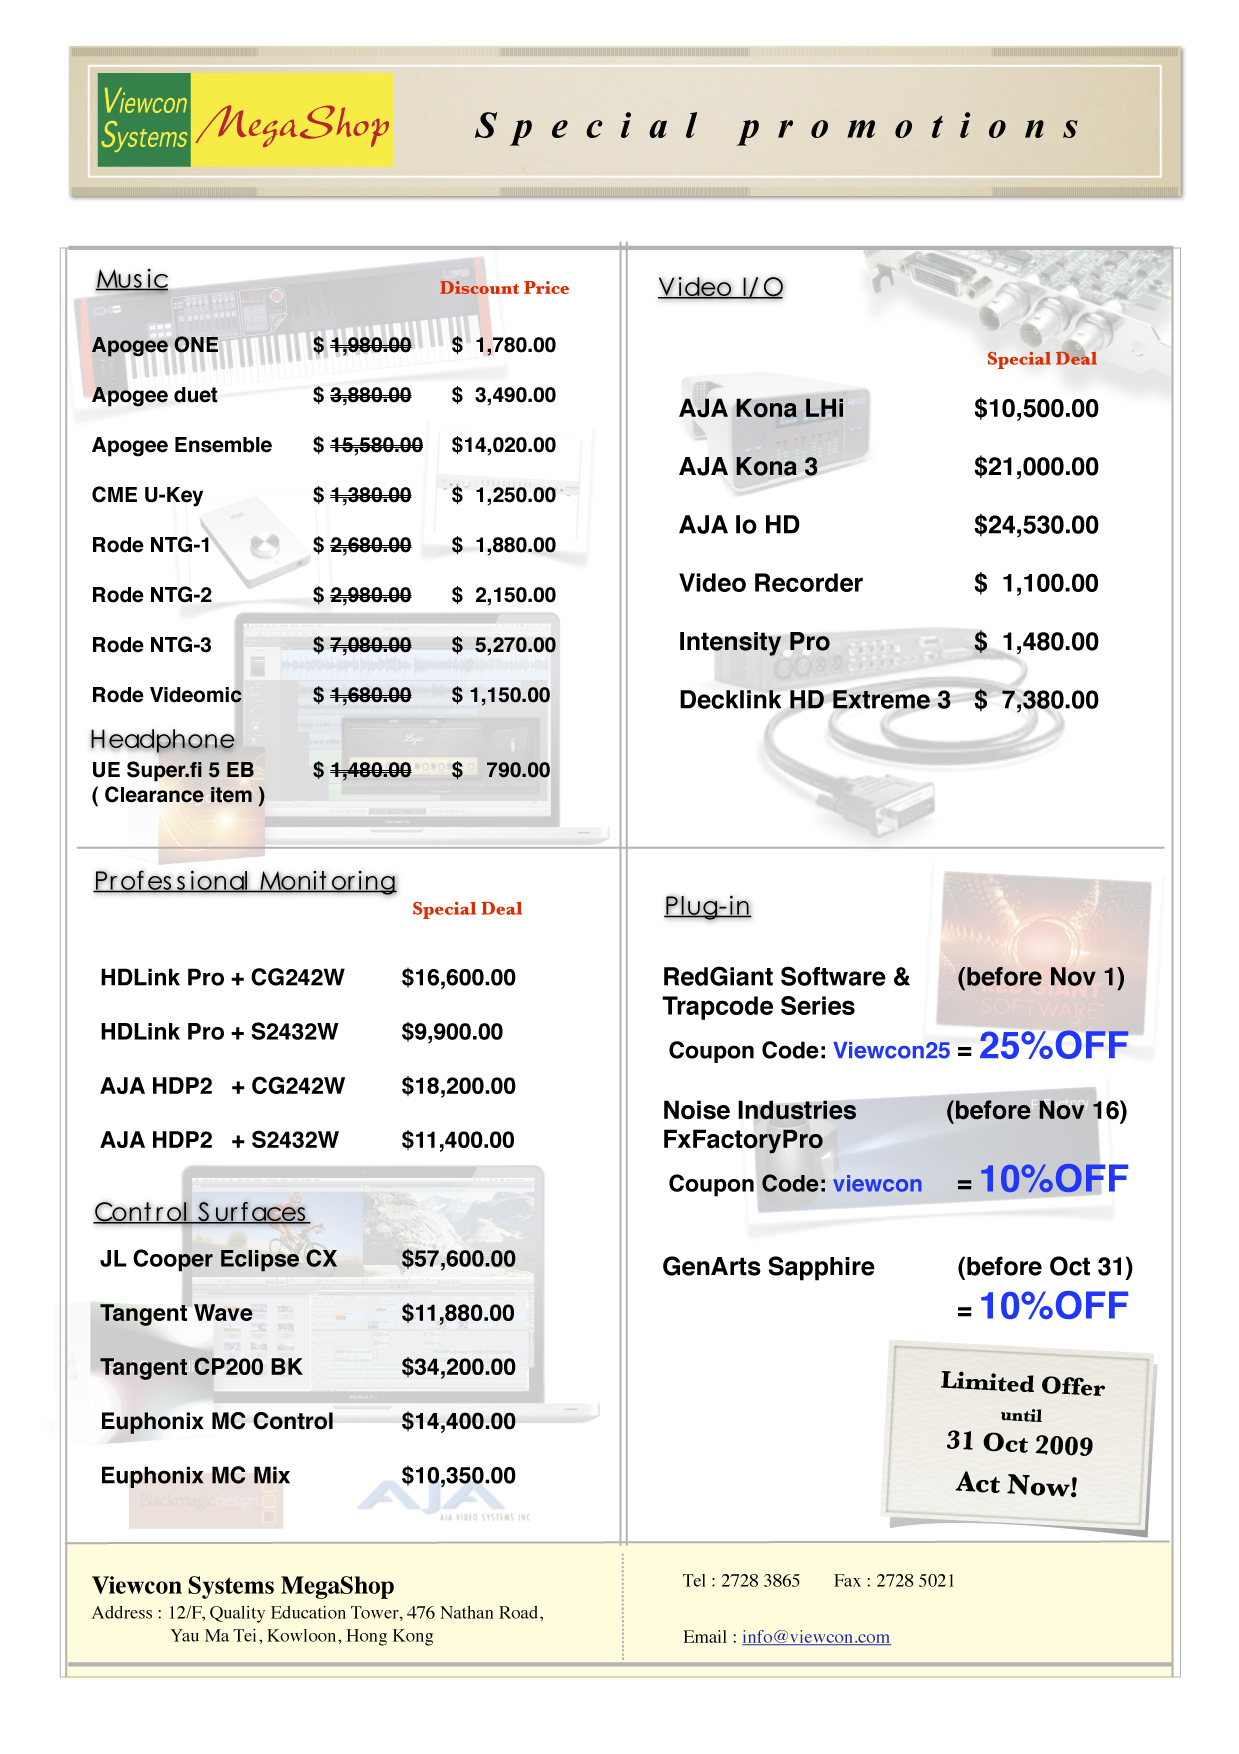 Viewcon
Systems
MegaShop
Special promotions
Music
Discount Price
Apogee ONE $ 1,980.00 $ 1,780.00
Apogee duet $ 3,880.00 $ 3,490.00
Apogee Ensemble $ 15,580.00 $14,020.00
CME U-Key $ 1,380.00 $ 1,250.00
Rode NTG-1 $ 2,680.00 $ 1,880.00
Rode NTG-2 $ 2,980.00 $ 2,150.00
Rode NTG-3 $ 7,080.00 $ 5,270.00
Rode Videomic $ 1,680.00 $ 1,150.00
Headphone
UE Super.fi 5 EB $ 1,480.00 $ 790.00
( Clearance item )
Video I/O
Special Deal
AJA Kona LHi $10,500.00
AJA Kona 3 $21,000.00
AJA Io HD $24,530.00
Video Recorder $ 1,100.00
Intensity Pro $ 1,480.00
Decklink HD Extreme 3 $ 7,380.00
Professional Monitoring
Special Deal
HDLink Pro + CG242W $16,600.00
HDLink Pro + S2432W $9,900.00
AJA HDP2 + CG242W $18,200.00
AJA HDP2 + S2432W $11,400.00
Control Surfaces
JL Cooper Eclipse CX $57,600.00
Tangent Wave $11,880.00
Tangent CP200 BK $34,200.00
Euphonix MC Control $14,400.00
Euphonix MC Mix $10,350.00
Blackmagicdesign
AJA
AJA VIDEO SYSTEMS INC
Plug-in
RedGiant Software & (before Nov 1)
Trapcode Series
RED GIANT
SOFTWARE
Coupon Code: Viewcon25 = 25%OFF
Noise Industries (before Nov 16)
FxFactoryPro
Coupon Code: viewcon = 10%OFF
GenArts Sapphire (before Oct 31)
= 10%OFF
Limited Offer
until
31 Oct 2009
Act Now!
Viewcon Systems MegaShop
Address : 12/F, Quality Education Tower, 476 Nathan Road,
Yau Ma Tei, Kowloon, Hong Kong
Tel : 2728 3865 Fax : 2728 5021
Email : info@viewcon.com